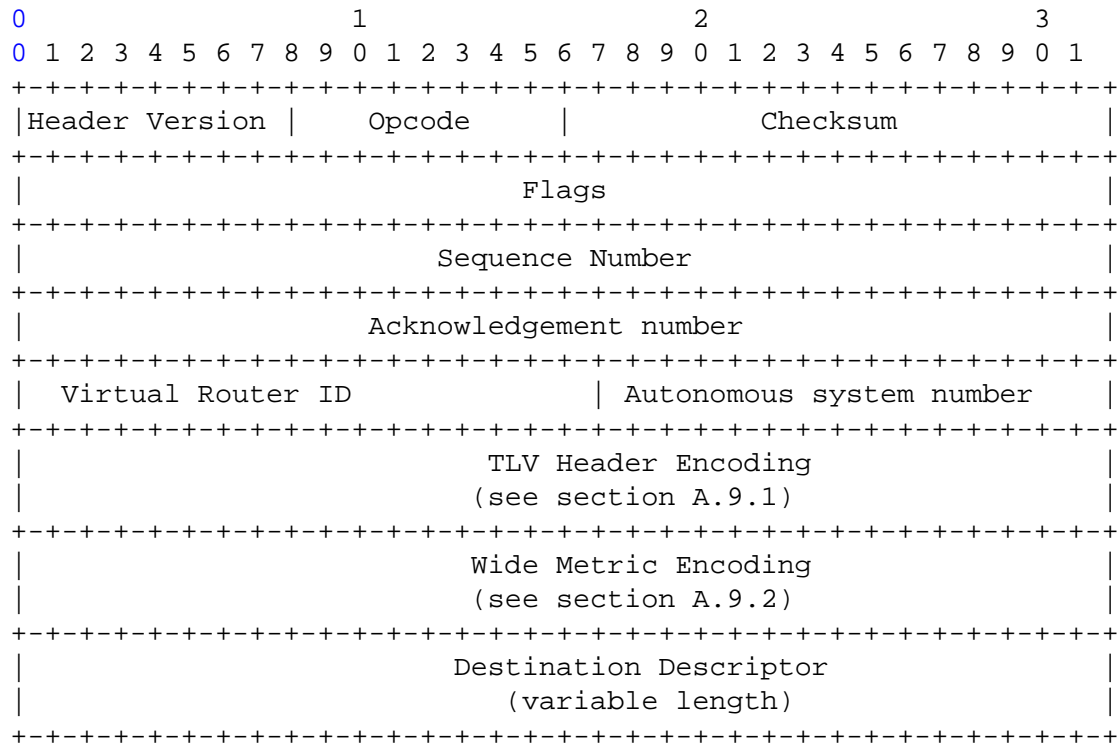 0                   1                   2                   3
0 1 2 3 4 5 6 7 8 9 0 1 2 3 4 5 6 7 8 9 0 1 2 3 4 5 6 7 8 9 0 1
+-+-+-+-+-+-+-+-+-+-+-+-+-+-+-+-+-+-+-+-+-+-+-+-+-+-+-+-+-+-+-+-+
|Header Version |    Opcode     |           Checksum            |
+-+-+-+-+-+-+-+-+-+-+-+-+-+-+-+-+-+-+-+-+-+-+-+-+-+-+-+-+-+-+-+-+
|                             Flags                             |
+-+-+-+-+-+-+-+-+-+-+-+-+-+-+-+-+-+-+-+-+-+-+-+-+-+-+-+-+-+-+-+-+
|                        Sequence Number                        |
+-+-+-+-+-+-+-+-+-+-+-+-+-+-+-+-+-+-+-+-+-+-+-+-+-+-+-+-+-+-+-+-+
|                    Acknowledgement number                     |
+-+-+-+-+-+-+-+-+-+-+-+-+-+-+-+-+-+-+-+-+-+-+-+-+-+-+-+-+-+-+-+-+
|  Virtual Router ID              | Autonomous system number    |
+-+-+-+-+-+-+-+-+-+-+-+-+-+-+-+-+-+-+-+-+-+-+-+-+-+-+-+-+-+-+-+-+
|                           TLV Header Encoding                 |
|                          (see section A.9.1)                  |
+-+-+-+-+-+-+-+-+-+-+-+-+-+-+-+-+-+-+-+-+-+-+-+-+-+-+-+-+-+-+-+-+
|                          Wide Metric Encoding                 |
|                          (see section A.9.2)                  |
+-+-+-+-+-+-+-+-+-+-+-+-+-+-+-+-+-+-+-+-+-+-+-+-+-+-+-+-+-+-+-+-+
|                         Destination Descriptor                |
|                            (variable length)                  |
+-+-+-+-+-+-+-+-+-+-+-+-+-+-+-+-+-+-+-+-+-+-+-+-+-+-+-+-+-+-+-+-+